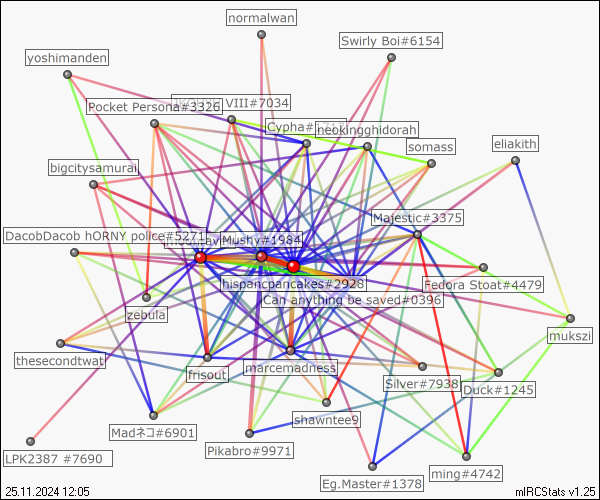 normalwan
Swirly Boi#6154
yoshimanden
Pocket Persona#3326
VIII#7034
Cypha#
neokingghidorah
somass
eliakith
bigcitysamurai
Majestic#3375
DacobDacob hORNY police#5271
Mushy#1984
hispancpancakes#2928
Fedora Stoat#4479
Can anything be saved#0396
zebula
mukszi
thesecondtwat
frisout
marcemadness
Silver#7938
Duck#1245
shawntee9
Madネコ#6901
Pikabro#9971
LPK2387 #7690
Eg.Master#1378
ming#4742
25.11.2024 12:05
mIRCStats v1.25